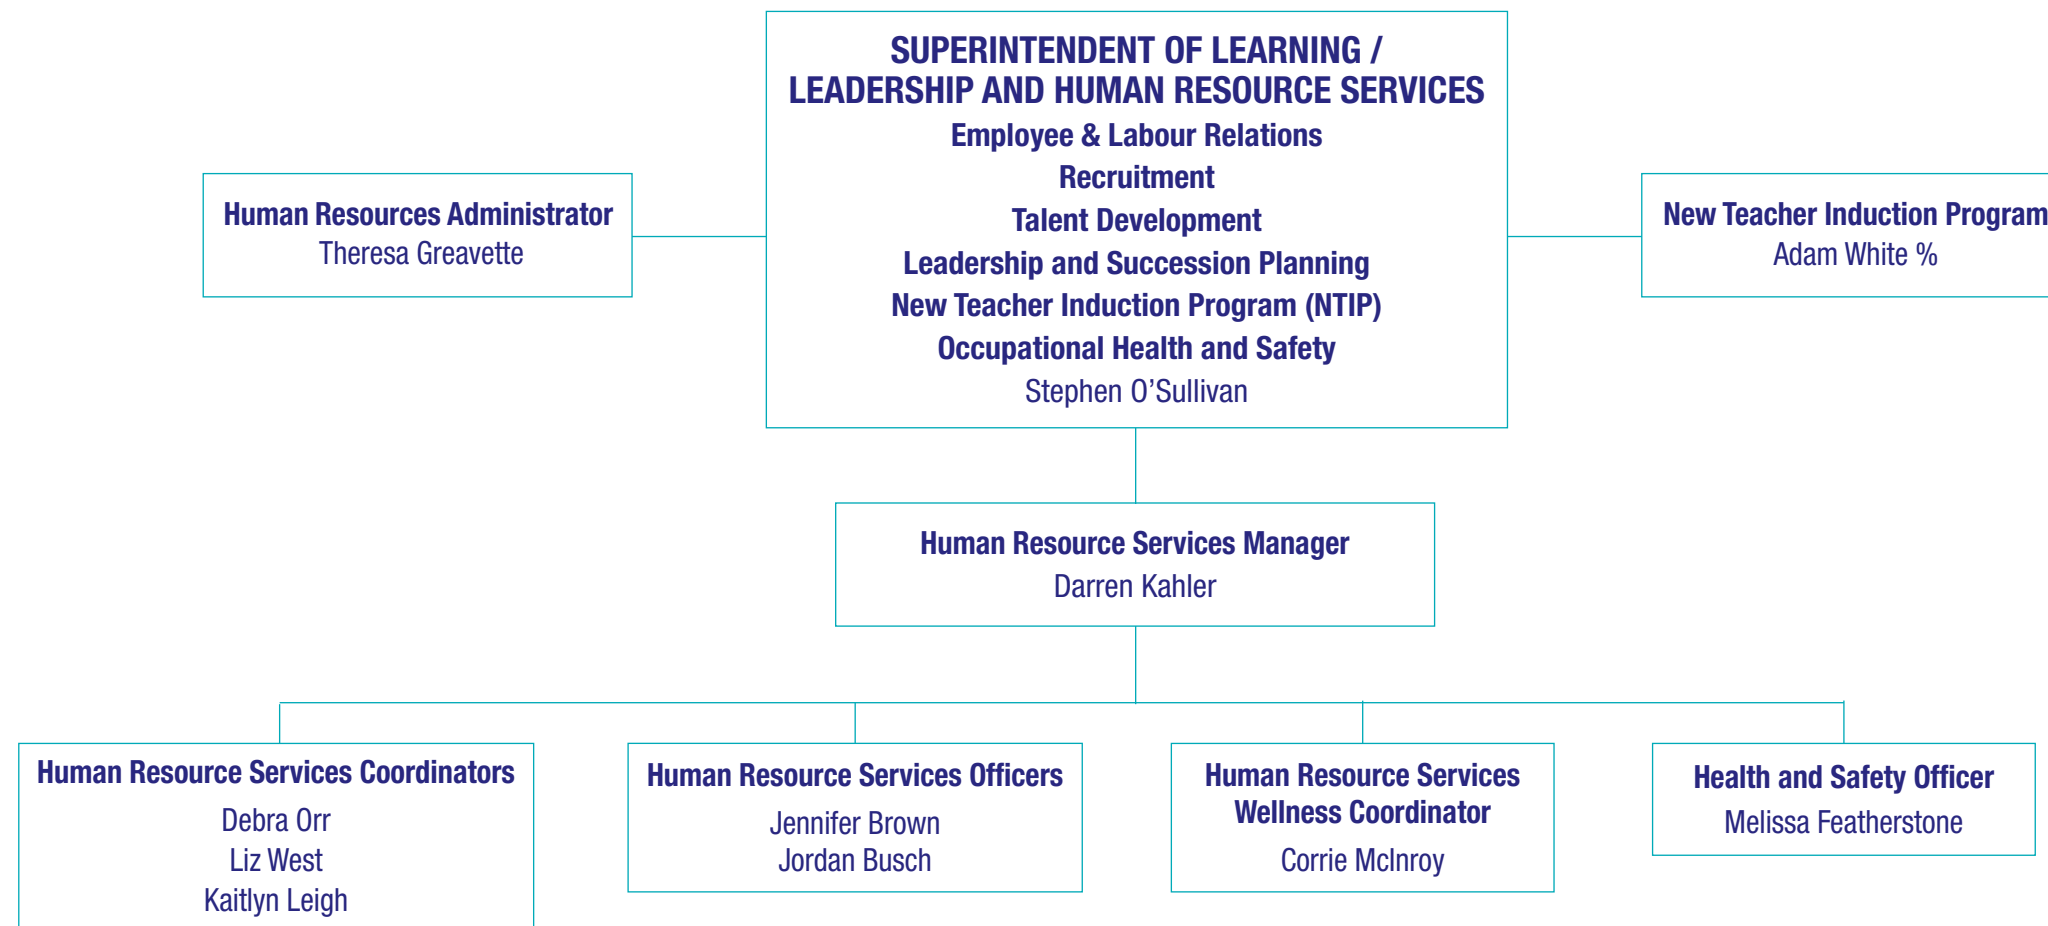 SUPERINTENDENT OF LEARNING /
LEADERSHIP AND HUMAN RESOURCE SERVICES
Employee & Labour Relations
Recruitment
Talent Development
Leadership and Succession Planning
New Teacher Induction Program (NTIP)
Occupational Health and Safety
Stephen O’Sullivan
Human Resources Administrator
Theresa Greavette
New Teacher Induction Program
Adam White %
Human Resource Services Manager
Darren Kahler
Human Resource Services Coordinators
Debra Orr
Liz West
Kaitlyn Leigh
Human Resource Services Officers
Jennifer Brown
Jordan Busch
Human Resource Services
Wellness Coordinator
Corrie McInroy
Health and Safety Officer
Melissa Featherstone